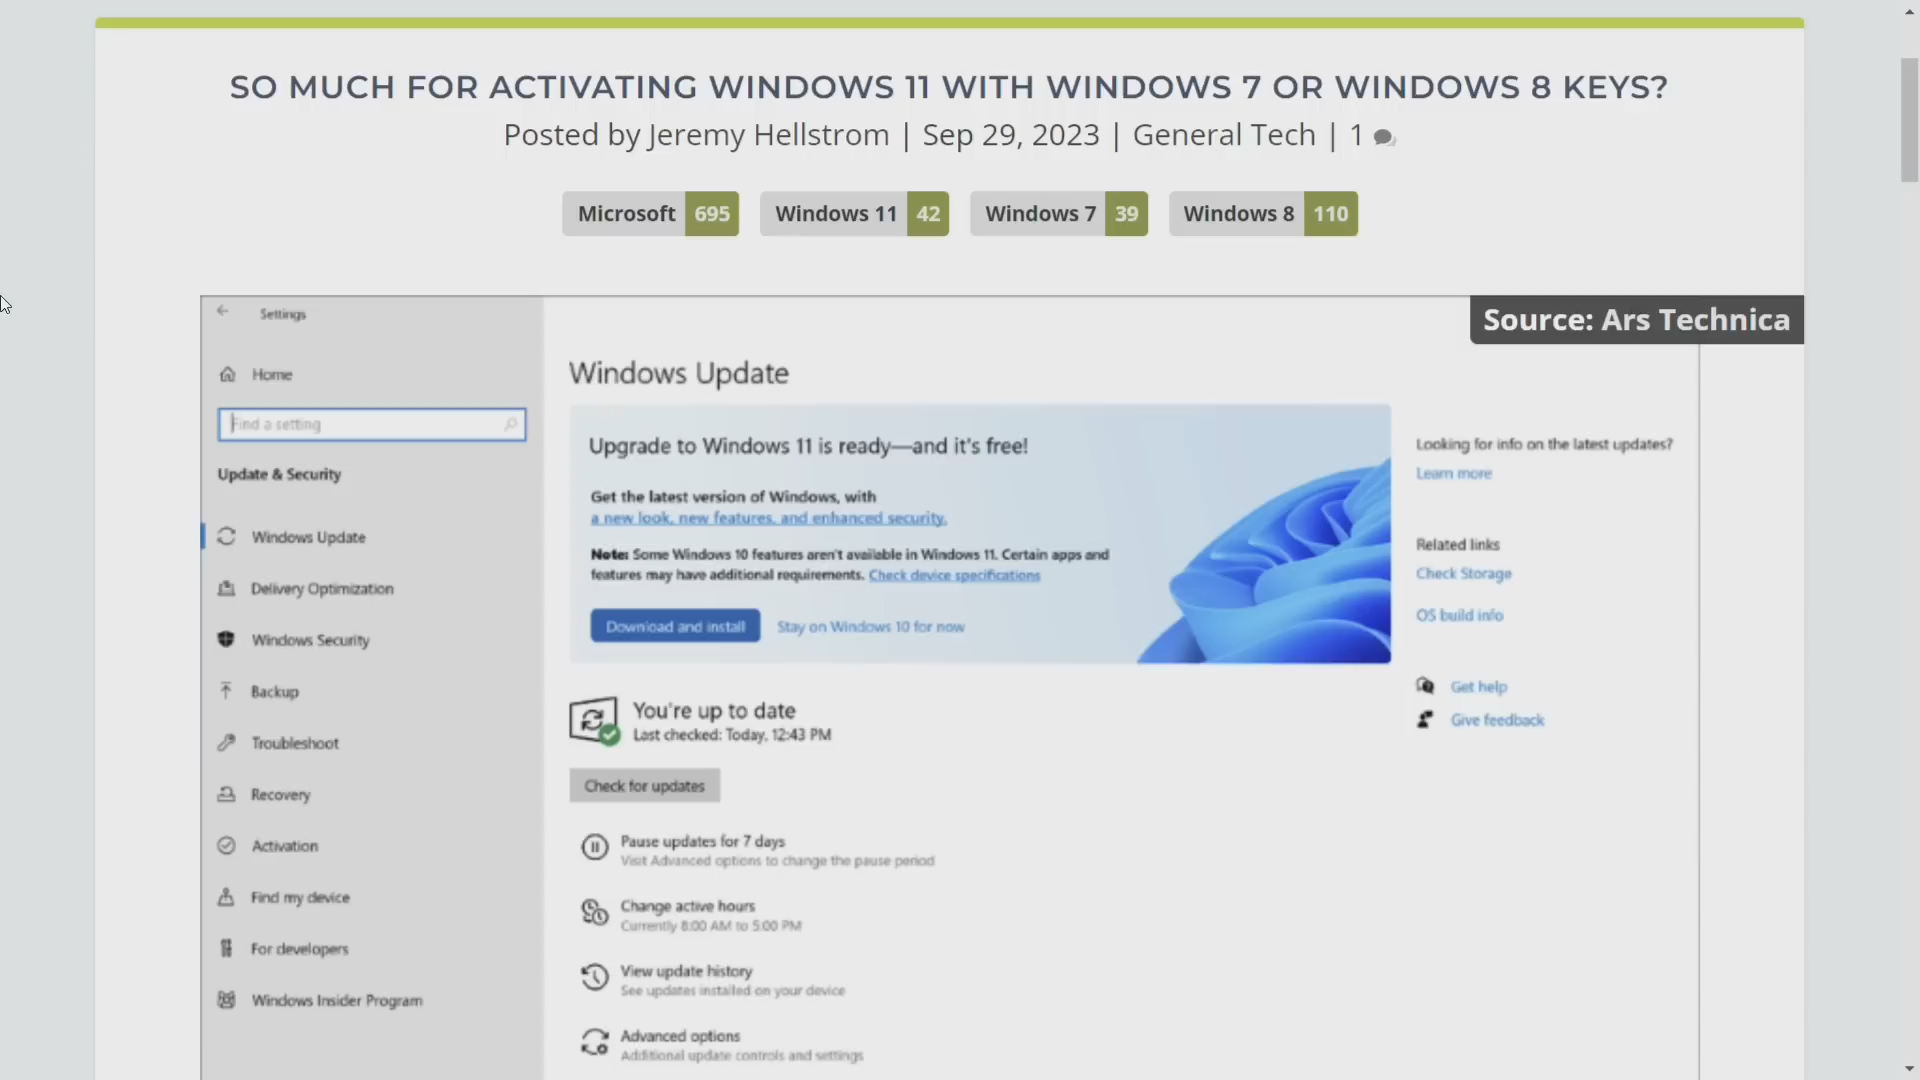 SO MUCH FOR ACTIVATING WINDOWS 11 WITH WINDOWS 7 OR WINDOWS 8 KEYS?
Posted by Jeremy Hellstrom | Sep 29, 2023 | General Tech | 1
Microsoft 695 Windows 11 42 Windows 7 39 Windows 8 110
Source: Ars Technica
Settings
Home
Find a setting
Update & Security
Windows Update
Delivery Optimization
Windows Security
Backup
Troubleshoot
Recovery
Activation
Find my device
For developers
Windows Insider Program
Windows Update
Upgrade to Windows 11 is ready—and it's free!
Get the latest version of Windows, with
a new look, new features, and enhanced security.
Note: Some Windows 10 features aren't available in Windows 11. Certain apps and
features may have additional requirements. Check device specifications
Download and install Stay on Windows 10 for now
You're up to date
Last checked: Today, 12:43 PM
Check for updates
Pause updates for 7 days
Visit Advanced options to change the pause period
Change active hours
Currently 8:00 AM to 5:00 PM
View update history
See updates installed on your device
Advanced options
Additional update controls and settings
Looking for info on the latest updates?
Learn more
Related links
Check Storage
OS build info
Get help
Give feedback